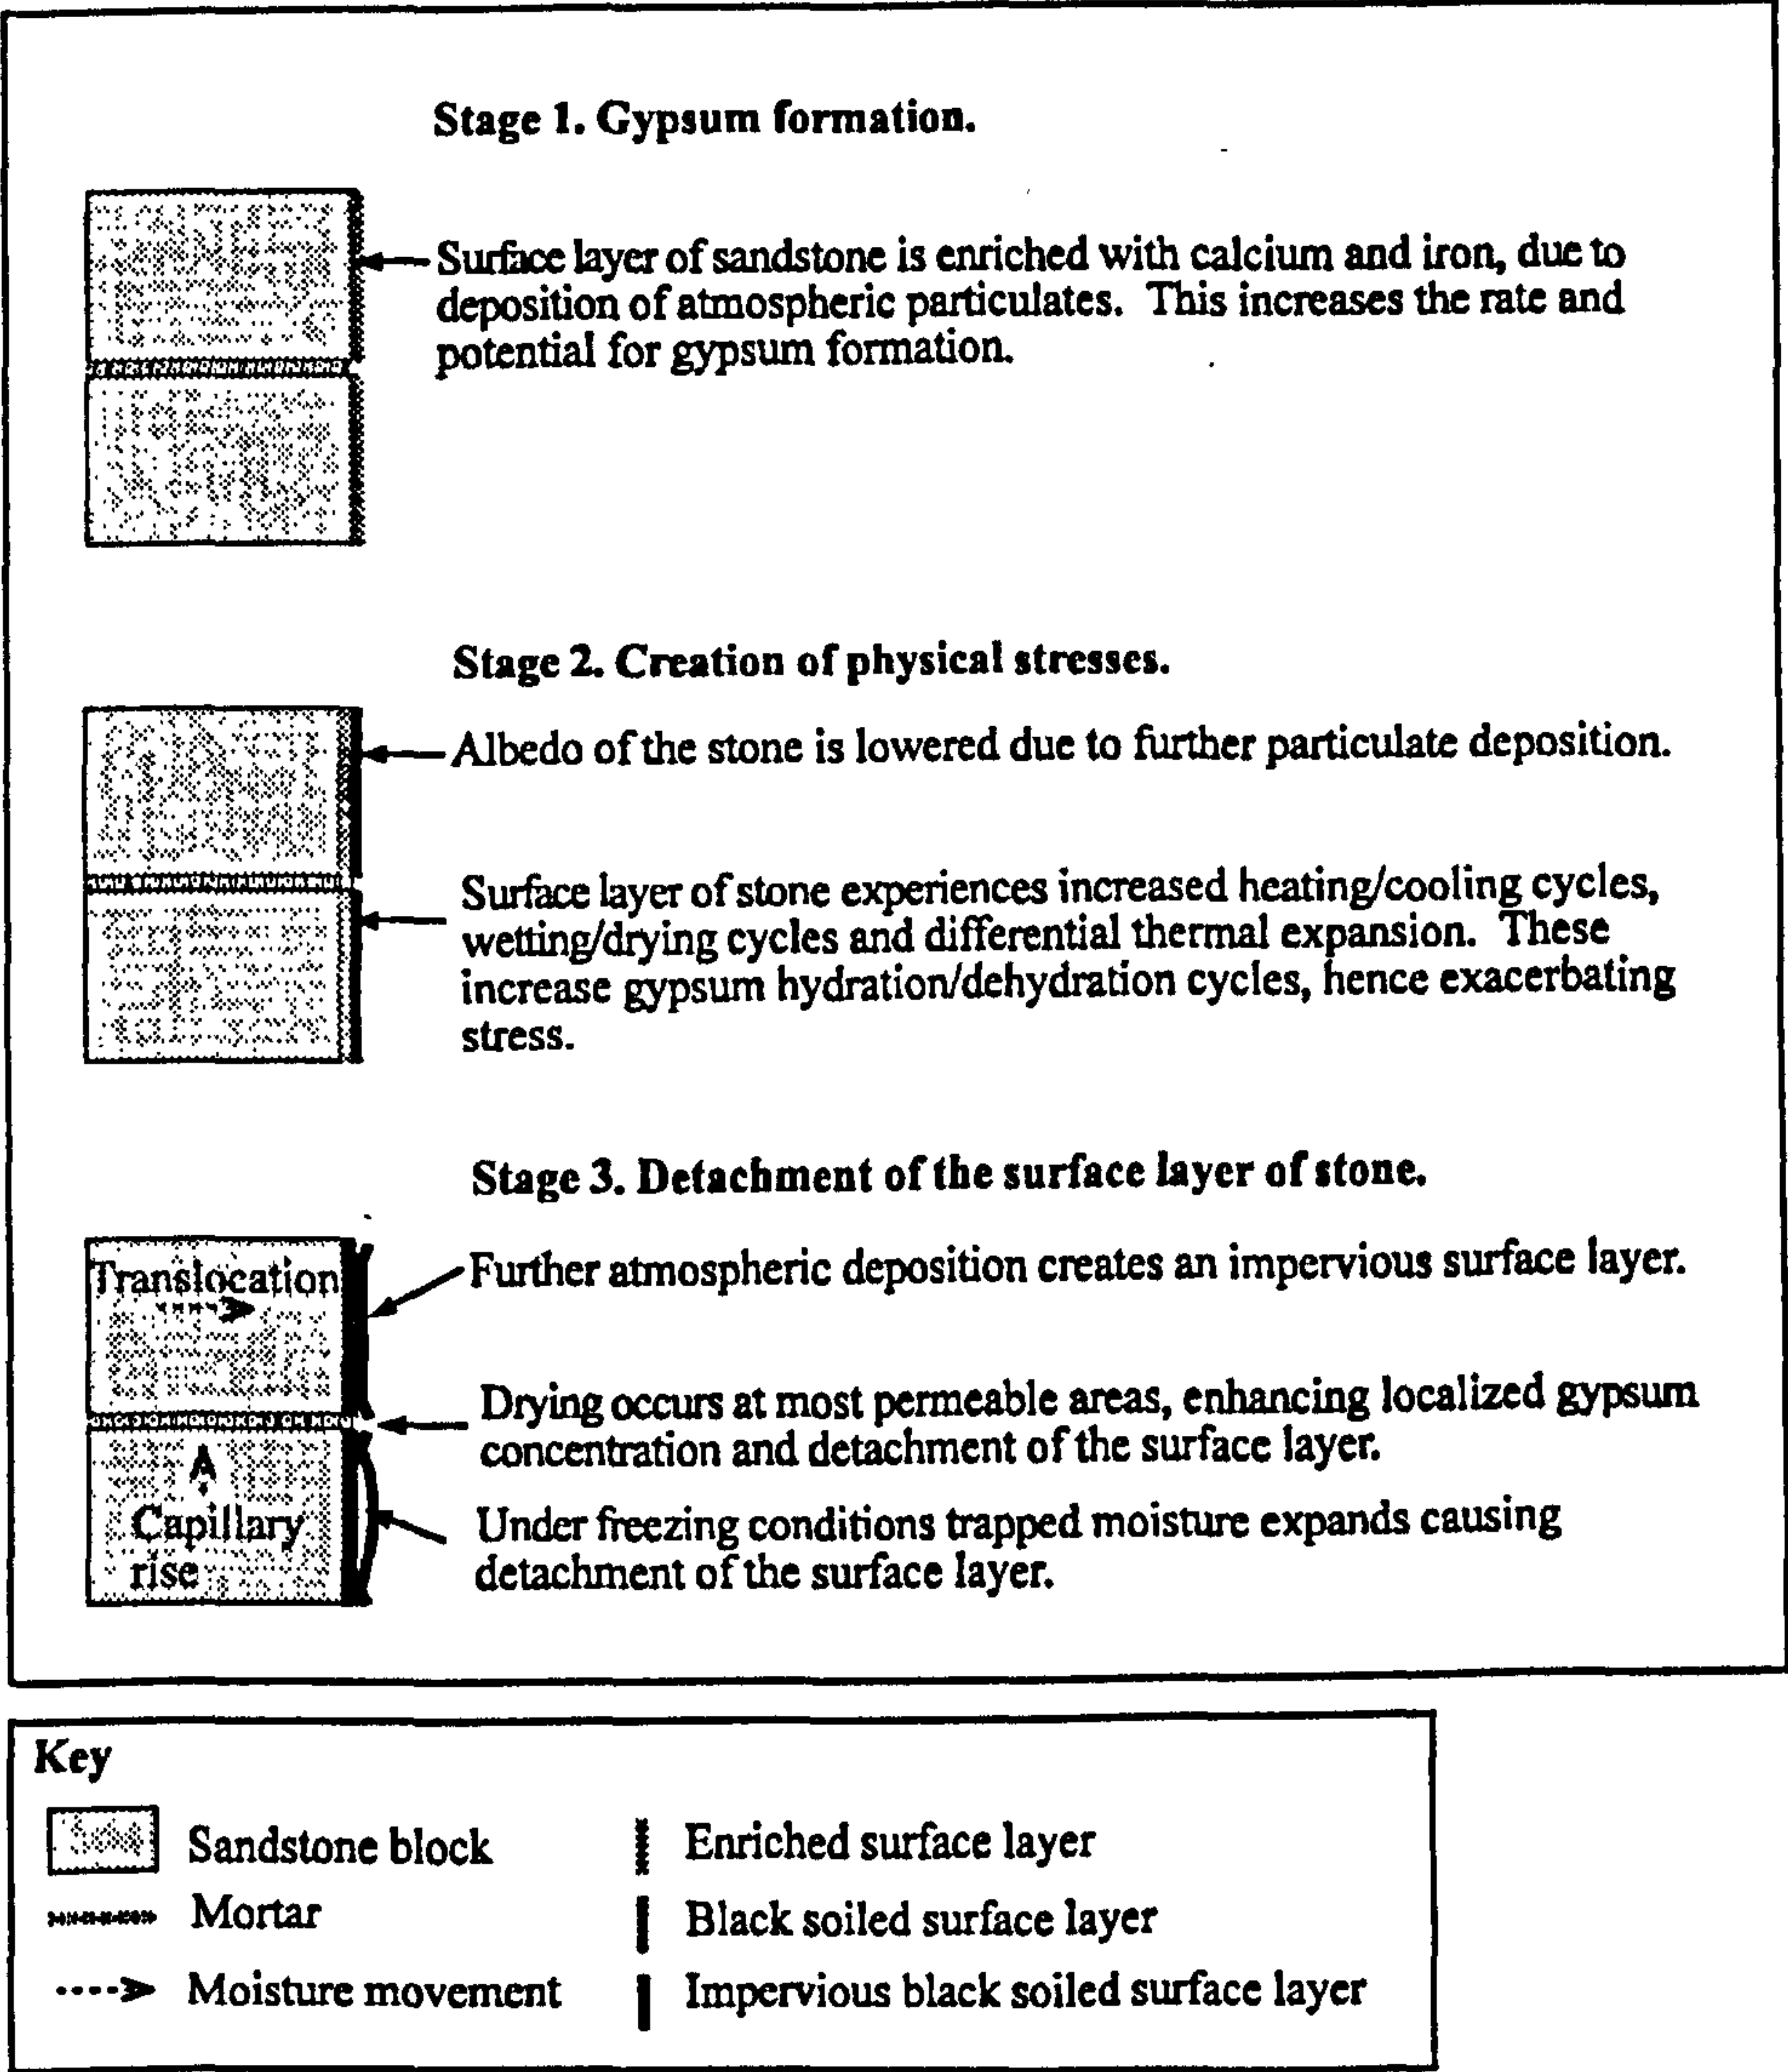 Stage 1. Gypsum formation.
Surface layer of sandstone is enriched with calcium and iron, due to
deposition of atmospheric particulates. This increases the rate and
potential for gypsum formation.
Stage 2. Creation of physical stresses.
Albedo of the stone is lowered due to further particulate deposition.
Surface layer of stone experiences increased heating/cooling cycles,
wetting/drying cycles and differential thermal expansion. These
increase gypsum hydration/dehydration cycles, hence exacerbating
stress.
Stage 3. Detachment of the surface layer of stone.
Translocation
Further atmospheric deposition creates an impervious surface layer.
Drying occurs at most permeable areas, enhancing localized gypsum
concentration and detachment of the surface layer.
Capillary
rise
Under freezing conditions trapped moisture expands causing
detachment of the surface layer.
Key
Sandstone block
Enriched surface layer
Mortar
Black soiled surface layer
Moisture movement
Impervious black soiled surface layer